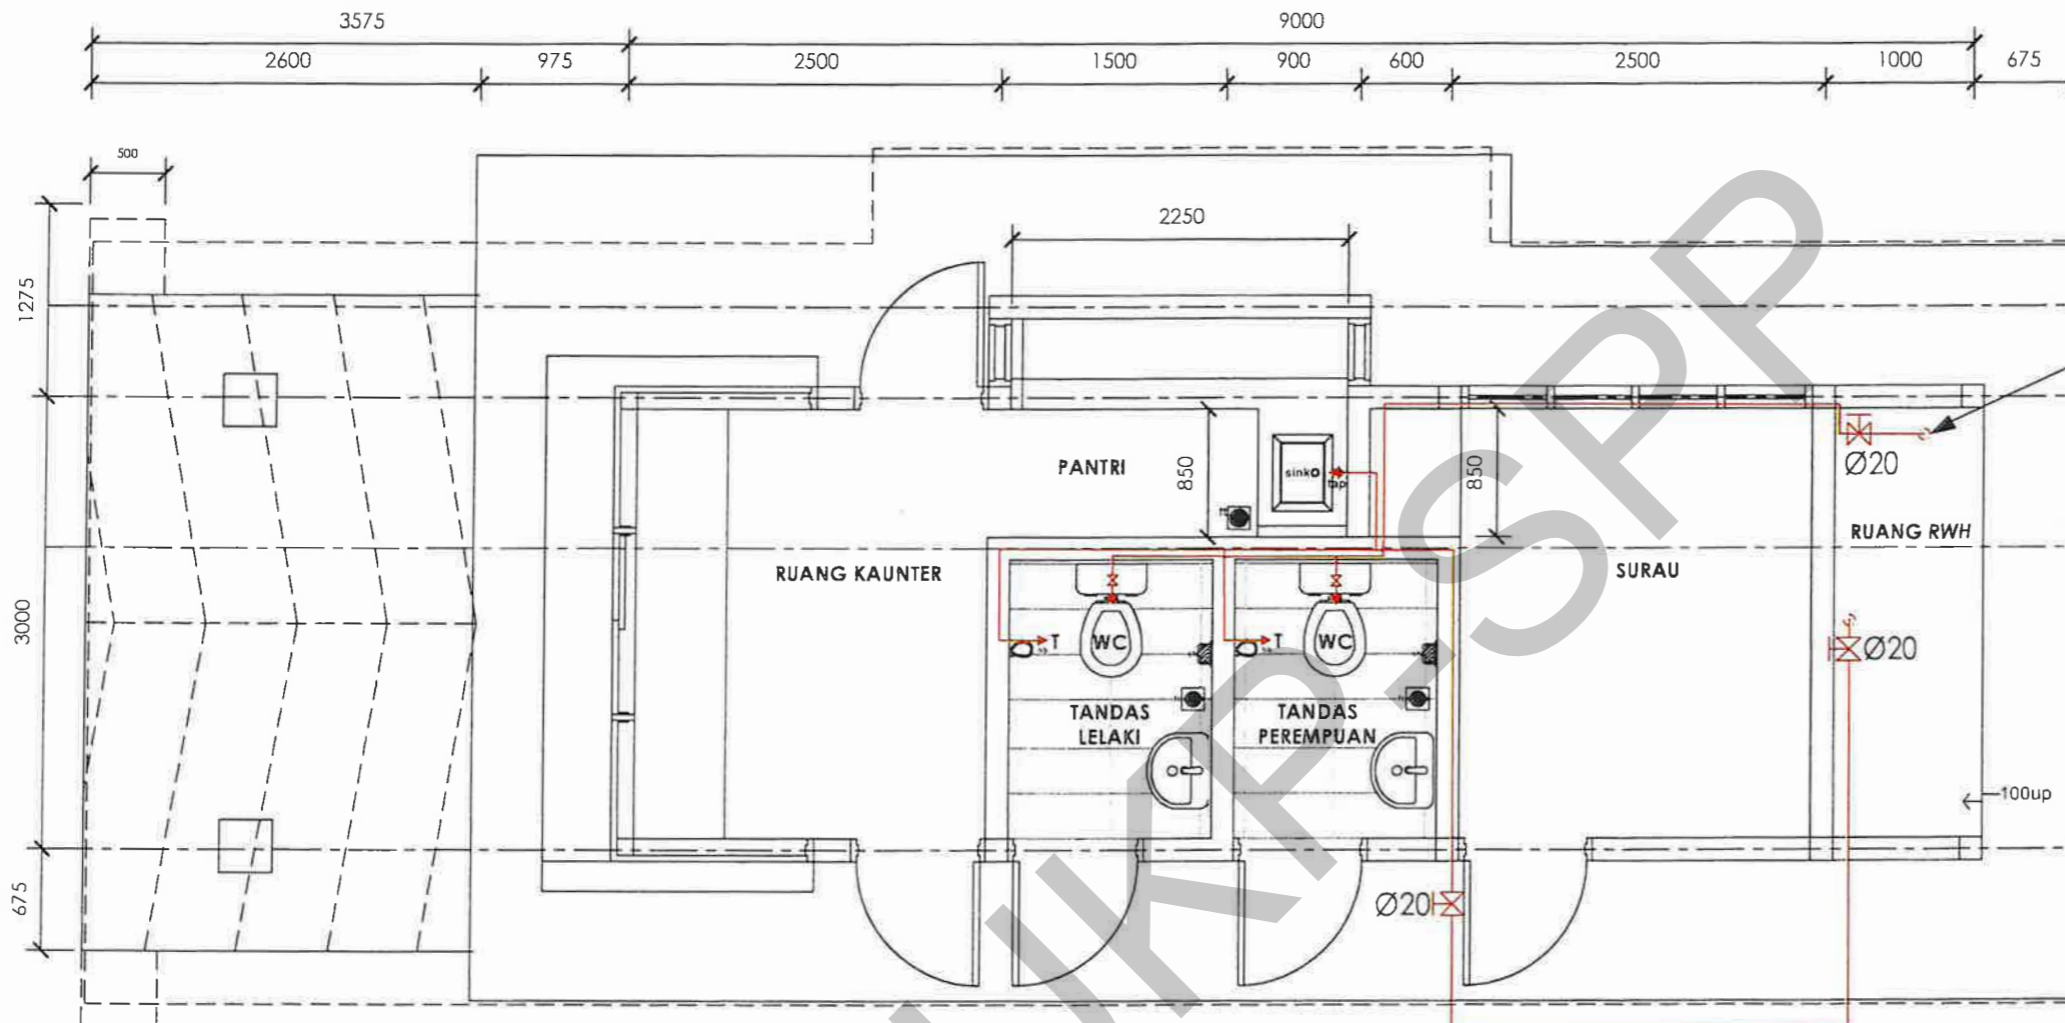 3575
9000
2600
975
2500
1500
900
600
2500
1000
675
500
2250
1275
850
850
3000
675
PANTRI
sink
tap
Ø20
RUANG RWH
RUANG KAUNTER
SURAU
T
WC
T
WC
Ø20
TANDAS
LELAKI
TANDAS
PEREMPUAN
100up
Ø20
JKP-SPP